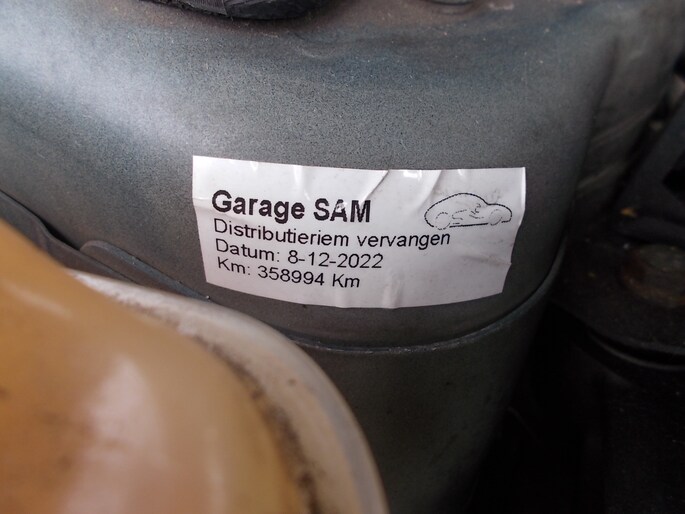 Garage SAM
Distributieriem vervangen
Datum: 8-12-2022
Km: 358994 Km